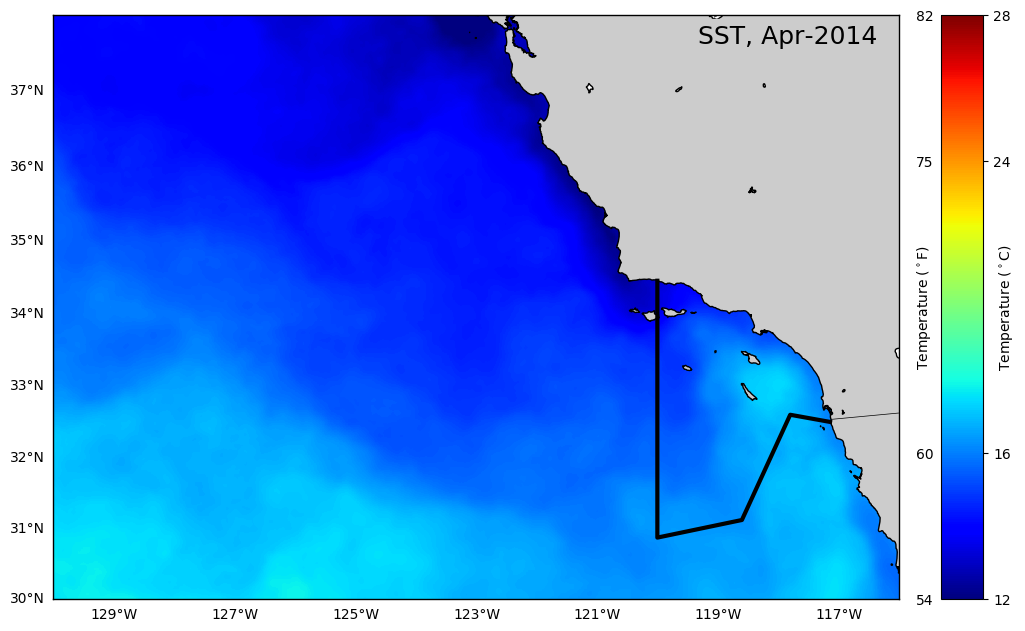 SST, Apr-2014
37°N
36°N
35°N
34°N
33°N
32°N
31°N
30°N
129°W
127°W
125°W
123°W
121°W
119°W
117°W
82
75
60
54
Temperature (°F)
28
24
16
12
Temperature (°C)